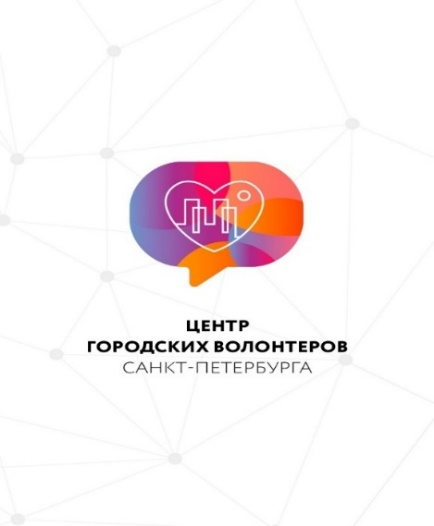 ЦЕНТР
ГОРОДСКИХ ВОЛОНТЕРОВ
САНКТ-ПЕТЕРБУРГА